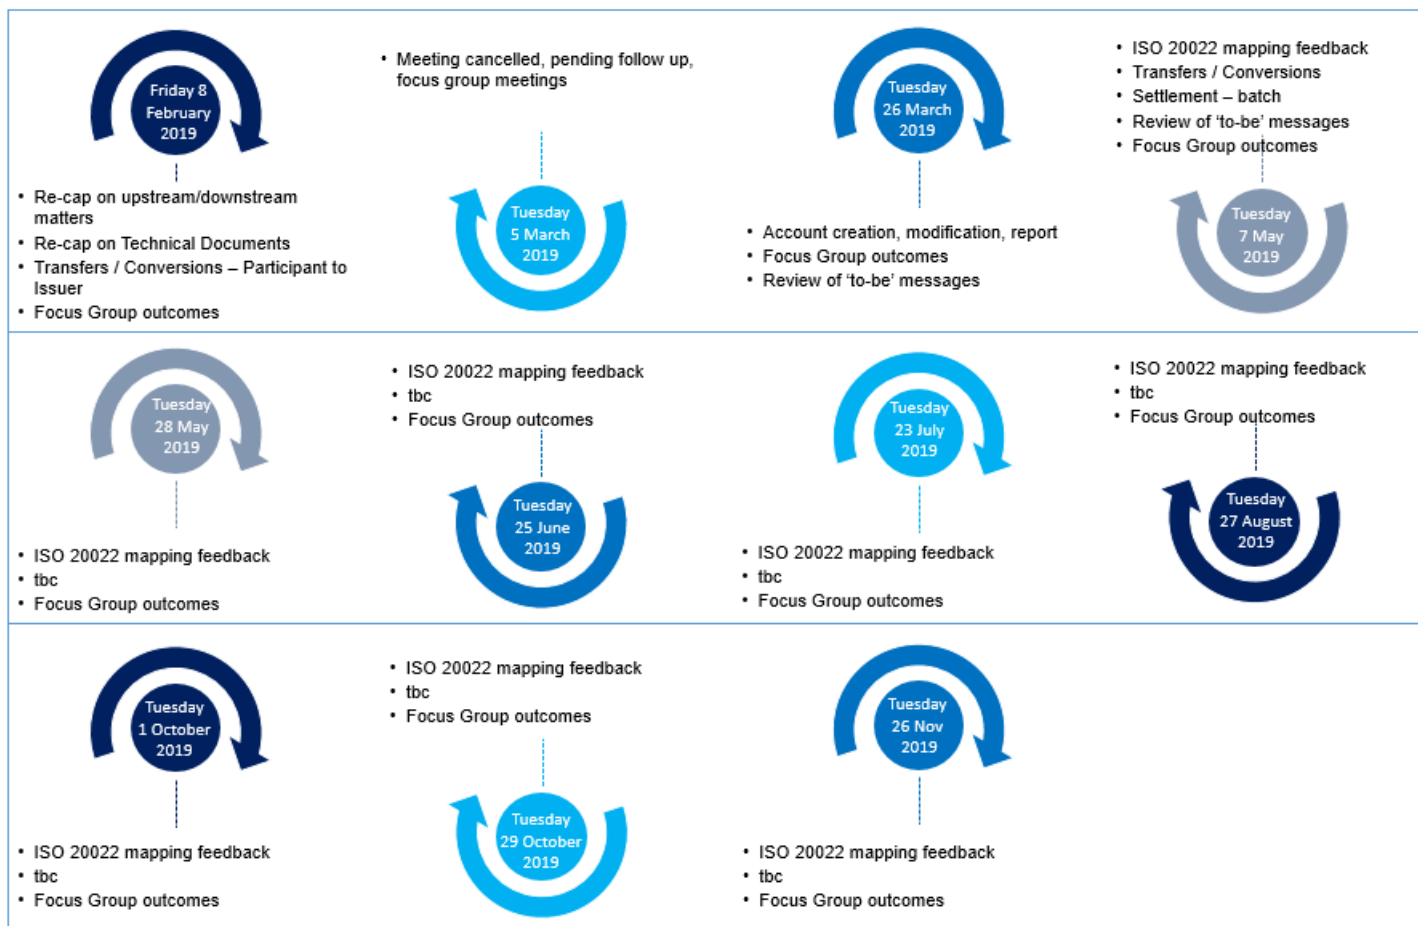 Friday 8
February
2019
• Re-cap on upstream/downstream
matters
• Re-cap on Technical Documents
• Transfers / Conversions – Participant to
Issuer
• Focus Group outcomes
• Meeting cancelled, pending follow up,
focus group meetings
Tuesday
5 March
2019
Tuesday
26 March
2019
• Account creation, modification, report
• Focus Group outcomes
• Review of ‘to-be’ messages
• ISO 20022 mapping feedback
• Transfers / Conversions
• Settlement – batch
• Review of ‘to-be’ messages
• Focus Group outcomes
Tuesday
7 May
2019
Tuesday
28 May
2019
• ISO 20022 mapping feedback
• tbc
• Focus Group outcomes
• ISO 20022 mapping feedback
• tbc
• Focus Group outcomes
Tuesday
25 June
2019
Tuesday
23 July
2019
• ISO 20022 mapping feedback
• tbc
• Focus Group outcomes
• ISO 20022 mapping feedback
• tbc
• Focus Group outcomes
Tuesday
27 August
2019
Tuesday
1 October
2019
• ISO 20022 mapping feedback
• tbc
• Focus Group outcomes
• ISO 20022 mapping feedback
• tbc
• Focus Group outcomes
Tuesday
29 October
2019
Tuesday
26 Nov
2019
• ISO 20022 mapping feedback
• tbc
• Focus Group outcomes